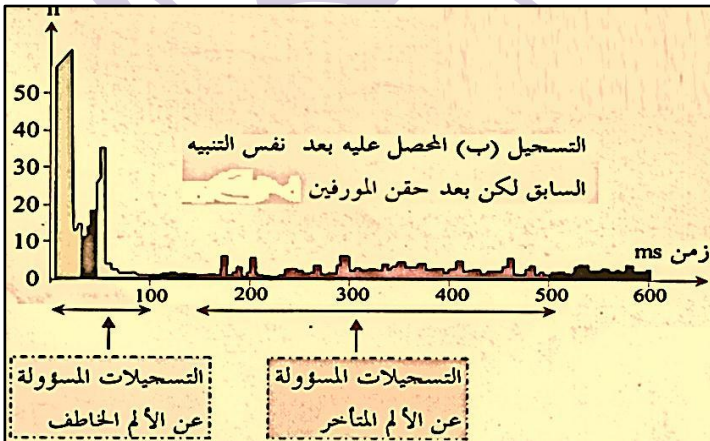 n
50
40
30
20
10
0
100
200
300
400
500
600
زمن ms
التسجيل (ب) المحصل عليه بعد نفس التنبيه
السابق لكن بعد حقن المورفين
التسجيلات المسؤولة
عن الألم الخاطف
التسجيلات المسؤولة
عن الألم المتأخر